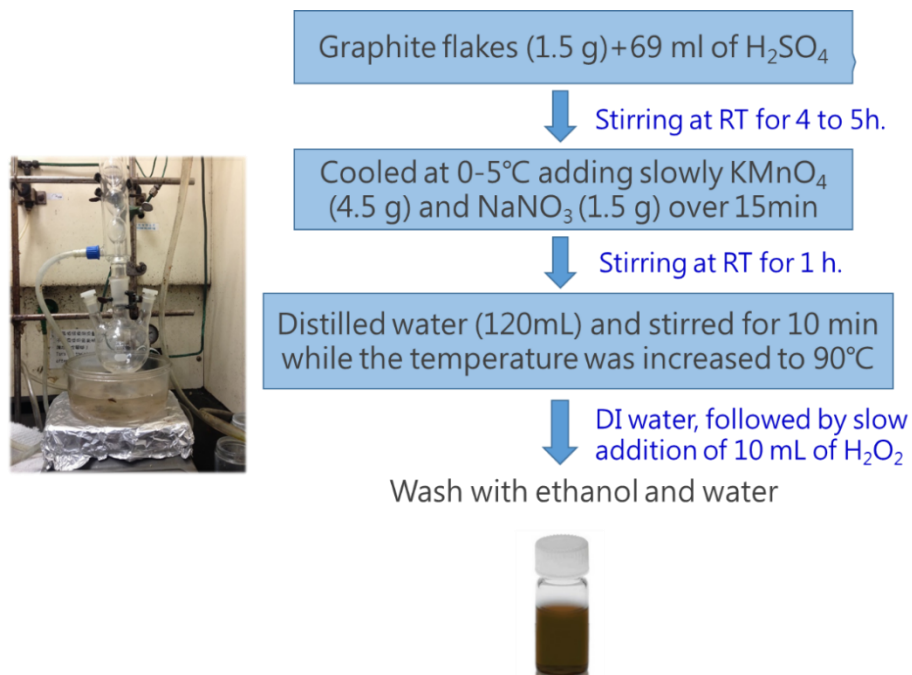 Graphite flakes (1.5 g)+69 ml of H₂SO₄
Stirring at RT for 4 to 5h.
Cooled at 0-5℃ adding slowly KMnO₄
(4.5 g) and NaNO₃ (1.5 g) over 15min
Stirring at RT for 1 h.
Distilled water (120mL) and stirred for 10 min
while the temperature was increased to 90℃
DI water, followed by slow
addition of 10 mL of H₂O₂
Wash with ethanol and water